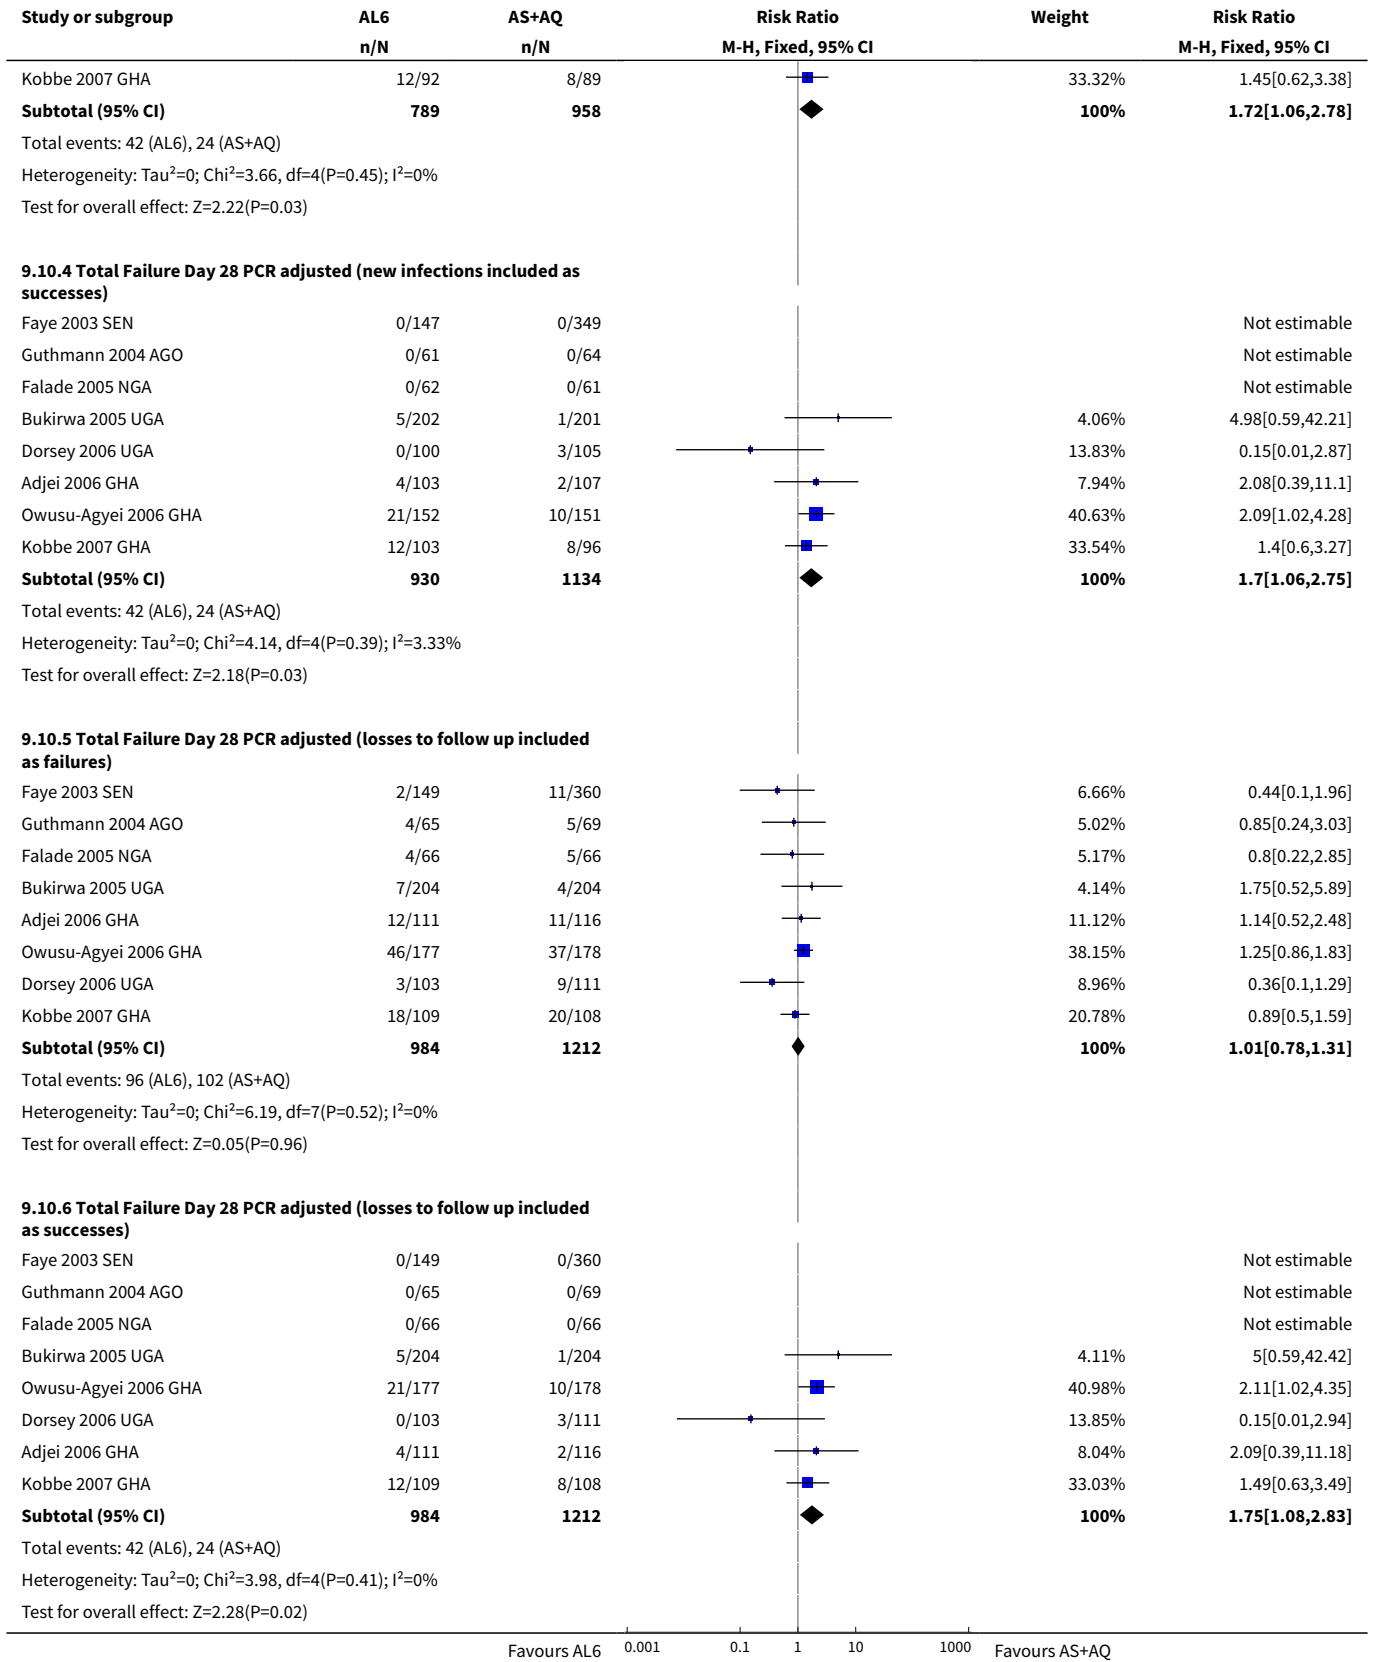 Study or subgroup AL6 AS+AQ Risk Ratio Weight Risk Ratio
n/N n/N M-H, Fixed, 95% CI M-H, Fixed, 95% CI
Kobbe 2007 GHA 12/92 8/89 33.32% 1.45[0.62,3.38]
Subtotal (95% CI) 789 958 100% 1.72[1.06,2.78]
Total events: 42 (AL6), 24 (AS+AQ)
Heterogeneity: Tau²=0; Chi²=3.66, df=4(P=0.45); I²=0%
Test for overall effect: Z=2.22(P=0.03)
9.10.4 Total Failure Day 28 PCR adjusted (new infections included as
successes)
Faye 2003 SEN 0/147 0/349 Not estimable
Guthmann 2004 AGO 0/61 0/64 Not estimable
Falade 2005 NGA 0/62 0/61 Not estimable
Bukirwa 2005 UGA 5/202 1/201 4.06% 4.98[0.59,42.21]
Dorsey 2006 UGA 0/100 3/105 13.83% 0.15[0.01,2.87]
Adjei 2006 GHA 4/103 2/107 7.94% 2.08[0.39,11.1]
Owusu-Agyei 2006 GHA 21/152 10/151 40.63% 2.09[1.02,4.28]
Kobbe 2007 GHA 12/103 8/96 33.54% 1.4[0.6,3.27]
Subtotal (95% CI) 930 1134 100% 1.7[1.06,2.75]
Total events: 42 (AL6), 24 (AS+AQ)
Heterogeneity: Tau²=0; Chi²=4.14, df=4(P=0.39); I²=3.33%
Test for overall effect: Z=2.18(P=0.03)
9.10.5 Total Failure Day 28 PCR adjusted (losses to follow up included
as failures)
Faye 2003 SEN 2/149 11/360 6.66% 0.44[0.1,1.96]
Guthmann 2004 AGO 4/65 5/69 5.02% 0.85[0.24,3.03]
Falade 2005 NGA 4/66 5/66 5.17% 0.8[0.22,2.85]
Bukirwa 2005 UGA 7/204 4/204 4.14% 1.75[0.52,5.89]
Adjei 2006 GHA 12/111 11/116 11.12% 1.14[0.52,2.48]
Owusu-Agyei 2006 GHA 46/177 37/178 38.15% 1.25[0.86,1.83]
Dorsey 2006 UGA 3/103 9/111 8.96% 0.36[0.1,1.29]
Kobbe 2007 GHA 18/109 20/108 20.78% 0.89[0.5,1.59]
Subtotal (95% CI) 984 1212 100% 1.01[0.78,1.31]
Total events: 96 (AL6), 102 (AS+AQ)
Heterogeneity: Tau²=0; Chi²=6.19, df=7(P=0.52); I²=0%
Test for overall effect: Z=0.05(P=0.96)
9.10.6 Total Failure Day 28 PCR adjusted (losses to follow up included
as successes)
Faye 2003 SEN 0/149 0/360 Not estimable
Guthmann 2004 AGO 0/65 0/69 Not estimable
Falade 2005 NGA 0/66 0/66 Not estimable
Bukirwa 2005 UGA 5/204 1/204 4.11% 5[0.59,42.42]
Owusu-Agyei 2006 GHA 21/177 10/178 40.98% 2.11[1.02,4.35]
Dorsey 2006 UGA 0/103 3/111 13.85% 0.15[0.01,2.94]
Adjei 2006 GHA 4/111 2/116 8.04% 2.09[0.39,11.18]
Kobbe 2007 GHA 12/109 8/108 33.03% 1.49[0.63,3.49]
Subtotal (95% CI) 984 1212 100% 1.75[1.08,2.83]
Total events: 42 (AL6), 24 (AS+AQ)
Heterogeneity: Tau²=0; Chi²=3.98, df=4(P=0.41); I²=0%
Test for overall effect: Z=2.28(P=0.02)
Favours AL6 0.001 0.1 1 10 1000 Favours AS+AQ